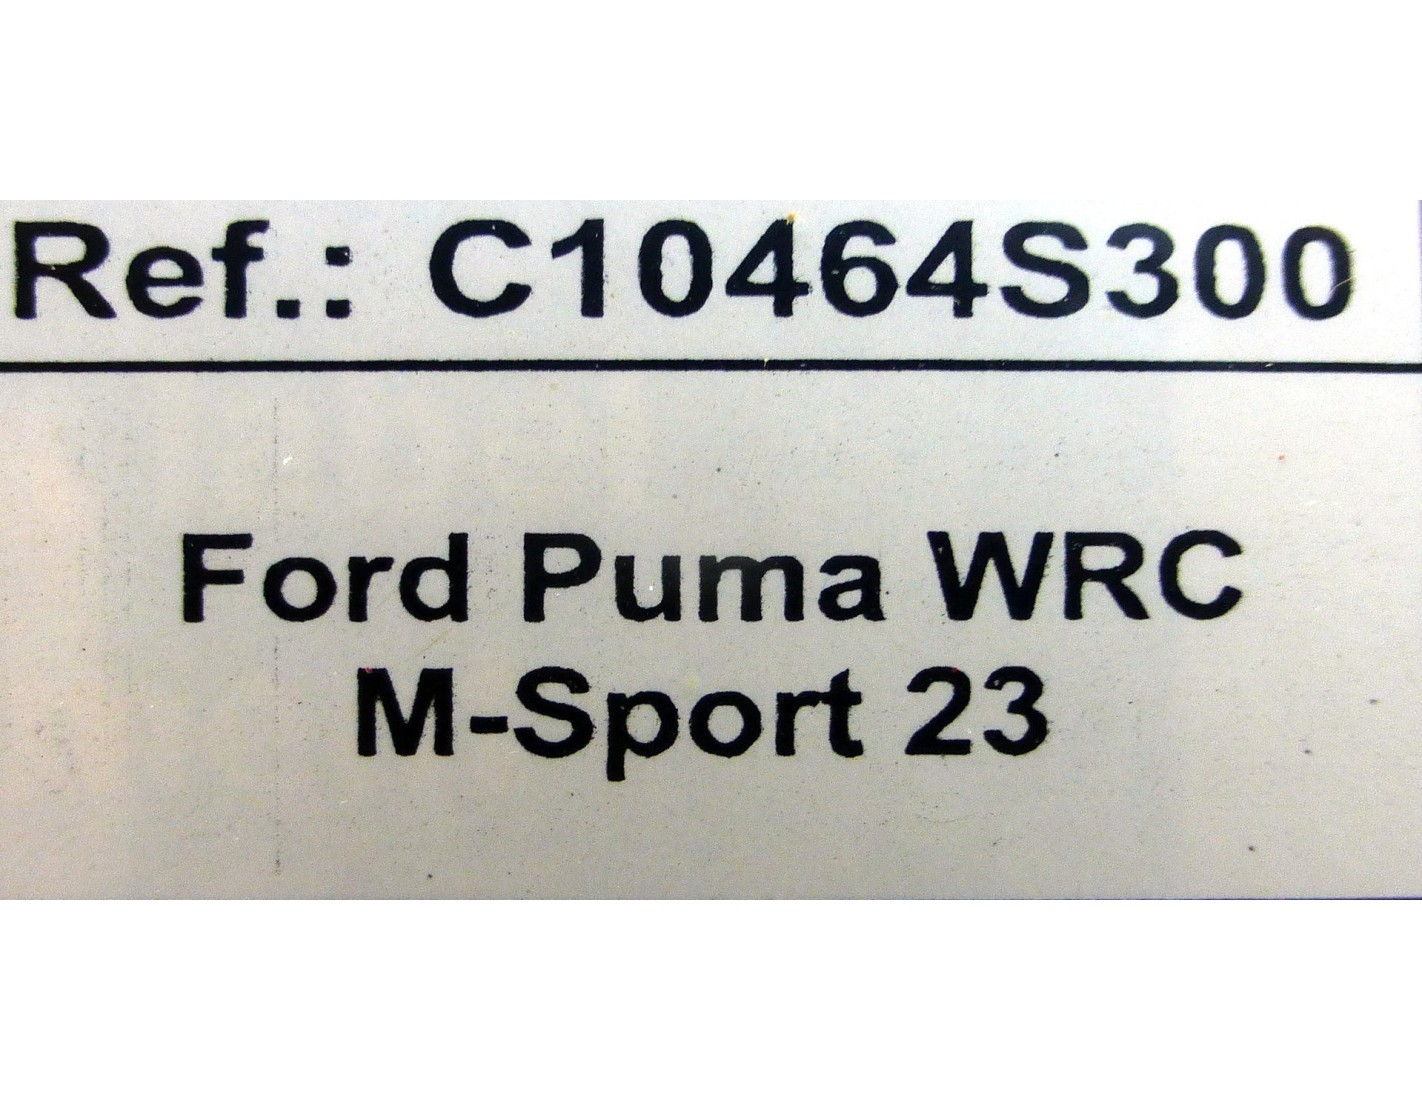 Ref.: C10464S300
Ford Puma WRC
M-Sport 23